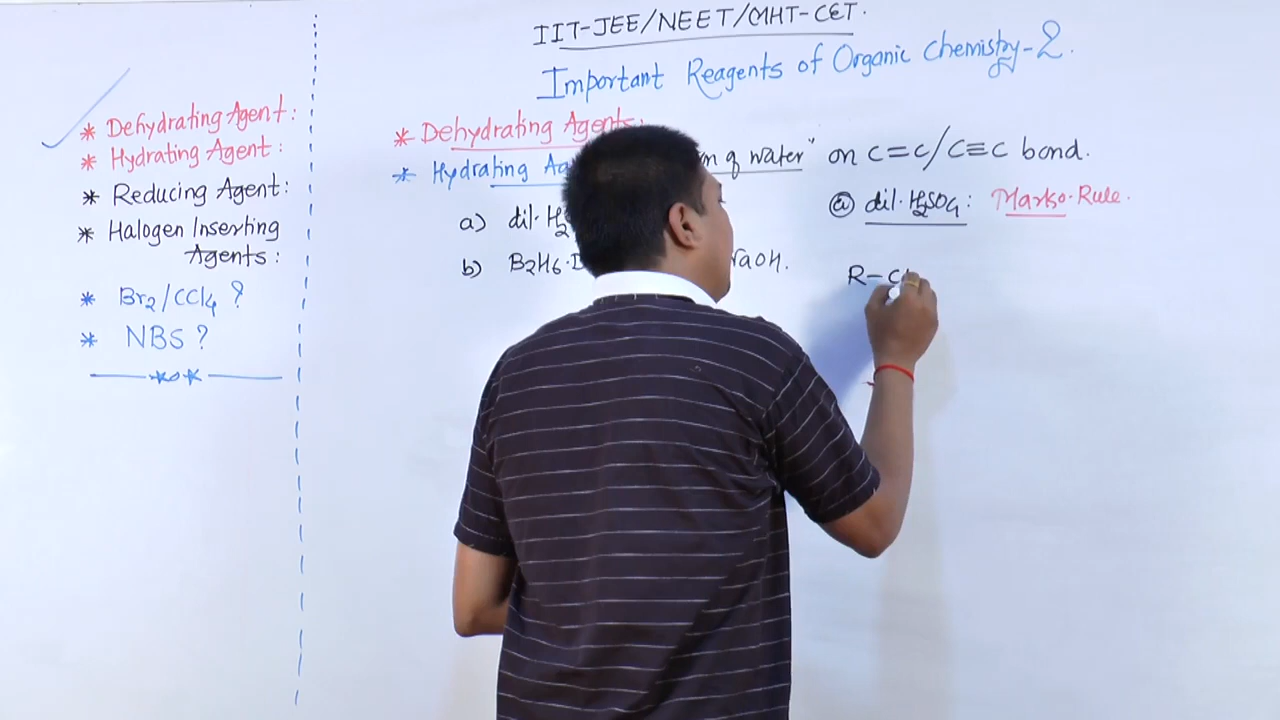 IIT-JEE/NEET/MHT-CET.
Important Reagents of Organic Chemistry-2.
* Dehydrating Agent:
* Hydrating Agent:
* Reducing Agent:
* Halogen Inserting
Agents:
* Br2/CCl4 ?
* NBS ?
* Dehydrating Agents:
* Hydrating of water" on C=C/C≡C bond.
a) dil. H2
b) B2H6. NaOH.
ⓐ dil. H2SO4: Marko. Rule.
R-C